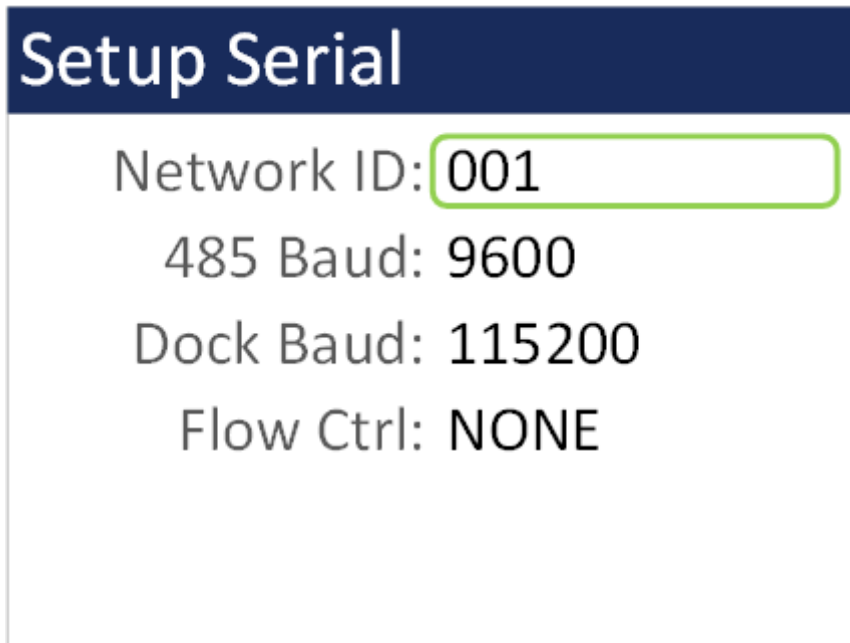 Setup Serial
Network ID: 001
485 Baud: 9600
Dock Baud: 115200
Flow Ctrl: NONE